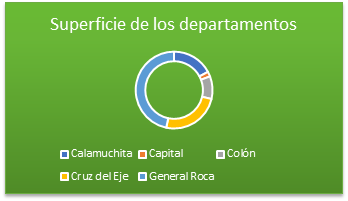 Superficie de los departamentos
Calamuchita Capital Colón
Cruz del Eje General Roca